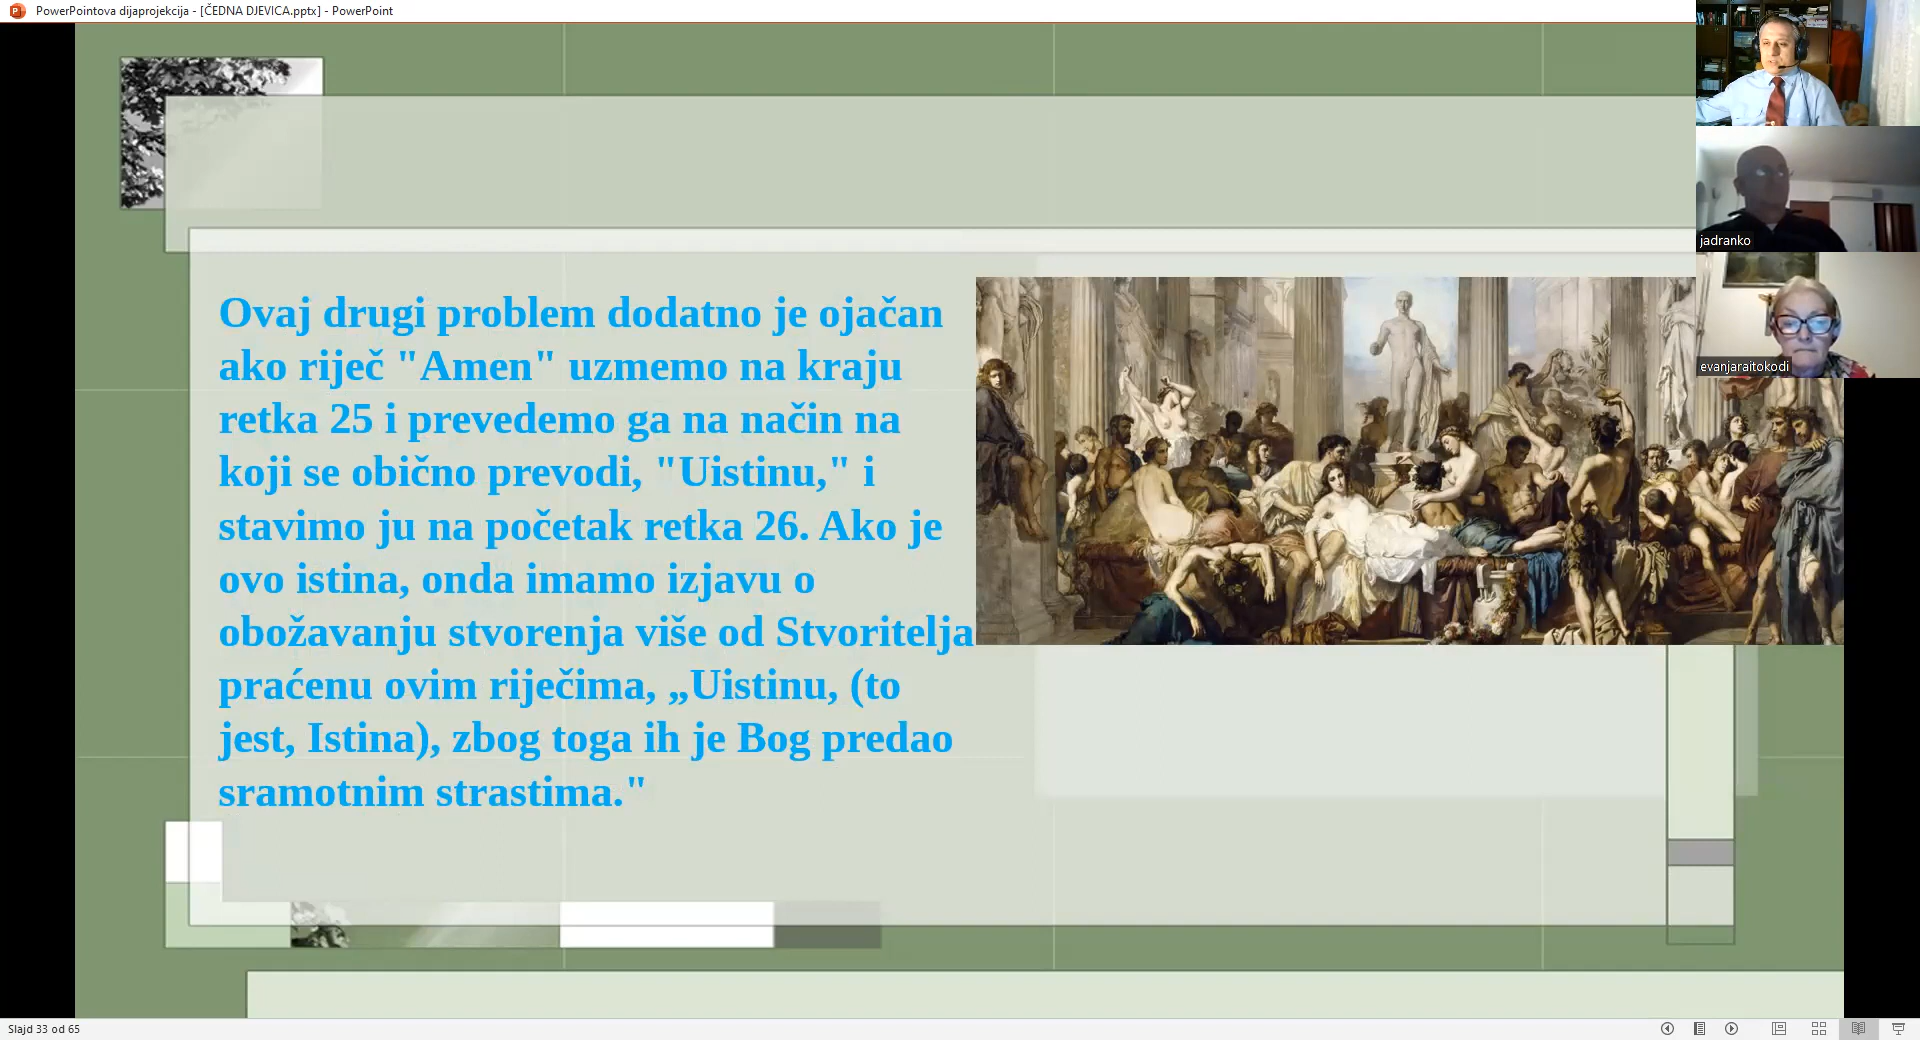 PowerPointova dijaprojekcija - [ČEDNA DJEVICA.pptx] - PowerPoint
jadranko
evanjaraitokodi
Ovaj drugi problem dodatno je ojačan
ako riječ "Amen" uzmemo na kraju
retka 25 i prevedemo ga na način na
koji se obično prevodi, "Uistinu," i
stavimo ju na početak retka 26. Ako je
ovo istina, onda imamo izjavu o
obožavanju stvorenja više od Stvoritelja
praćenu ovim riječima, „Uistinu, (to
jest, Istina), zbog toga ih je Bog predao
sramotnim strastima."
Slajd 33 od 65